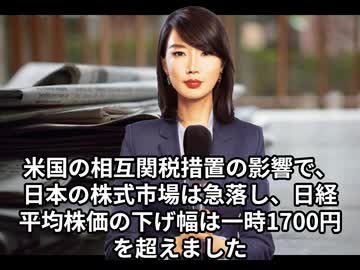 米国の相互関税措置の影響で、
日本の株式市場は急落し、日経
平均株価の下げ幅は一時1700円
を超えました